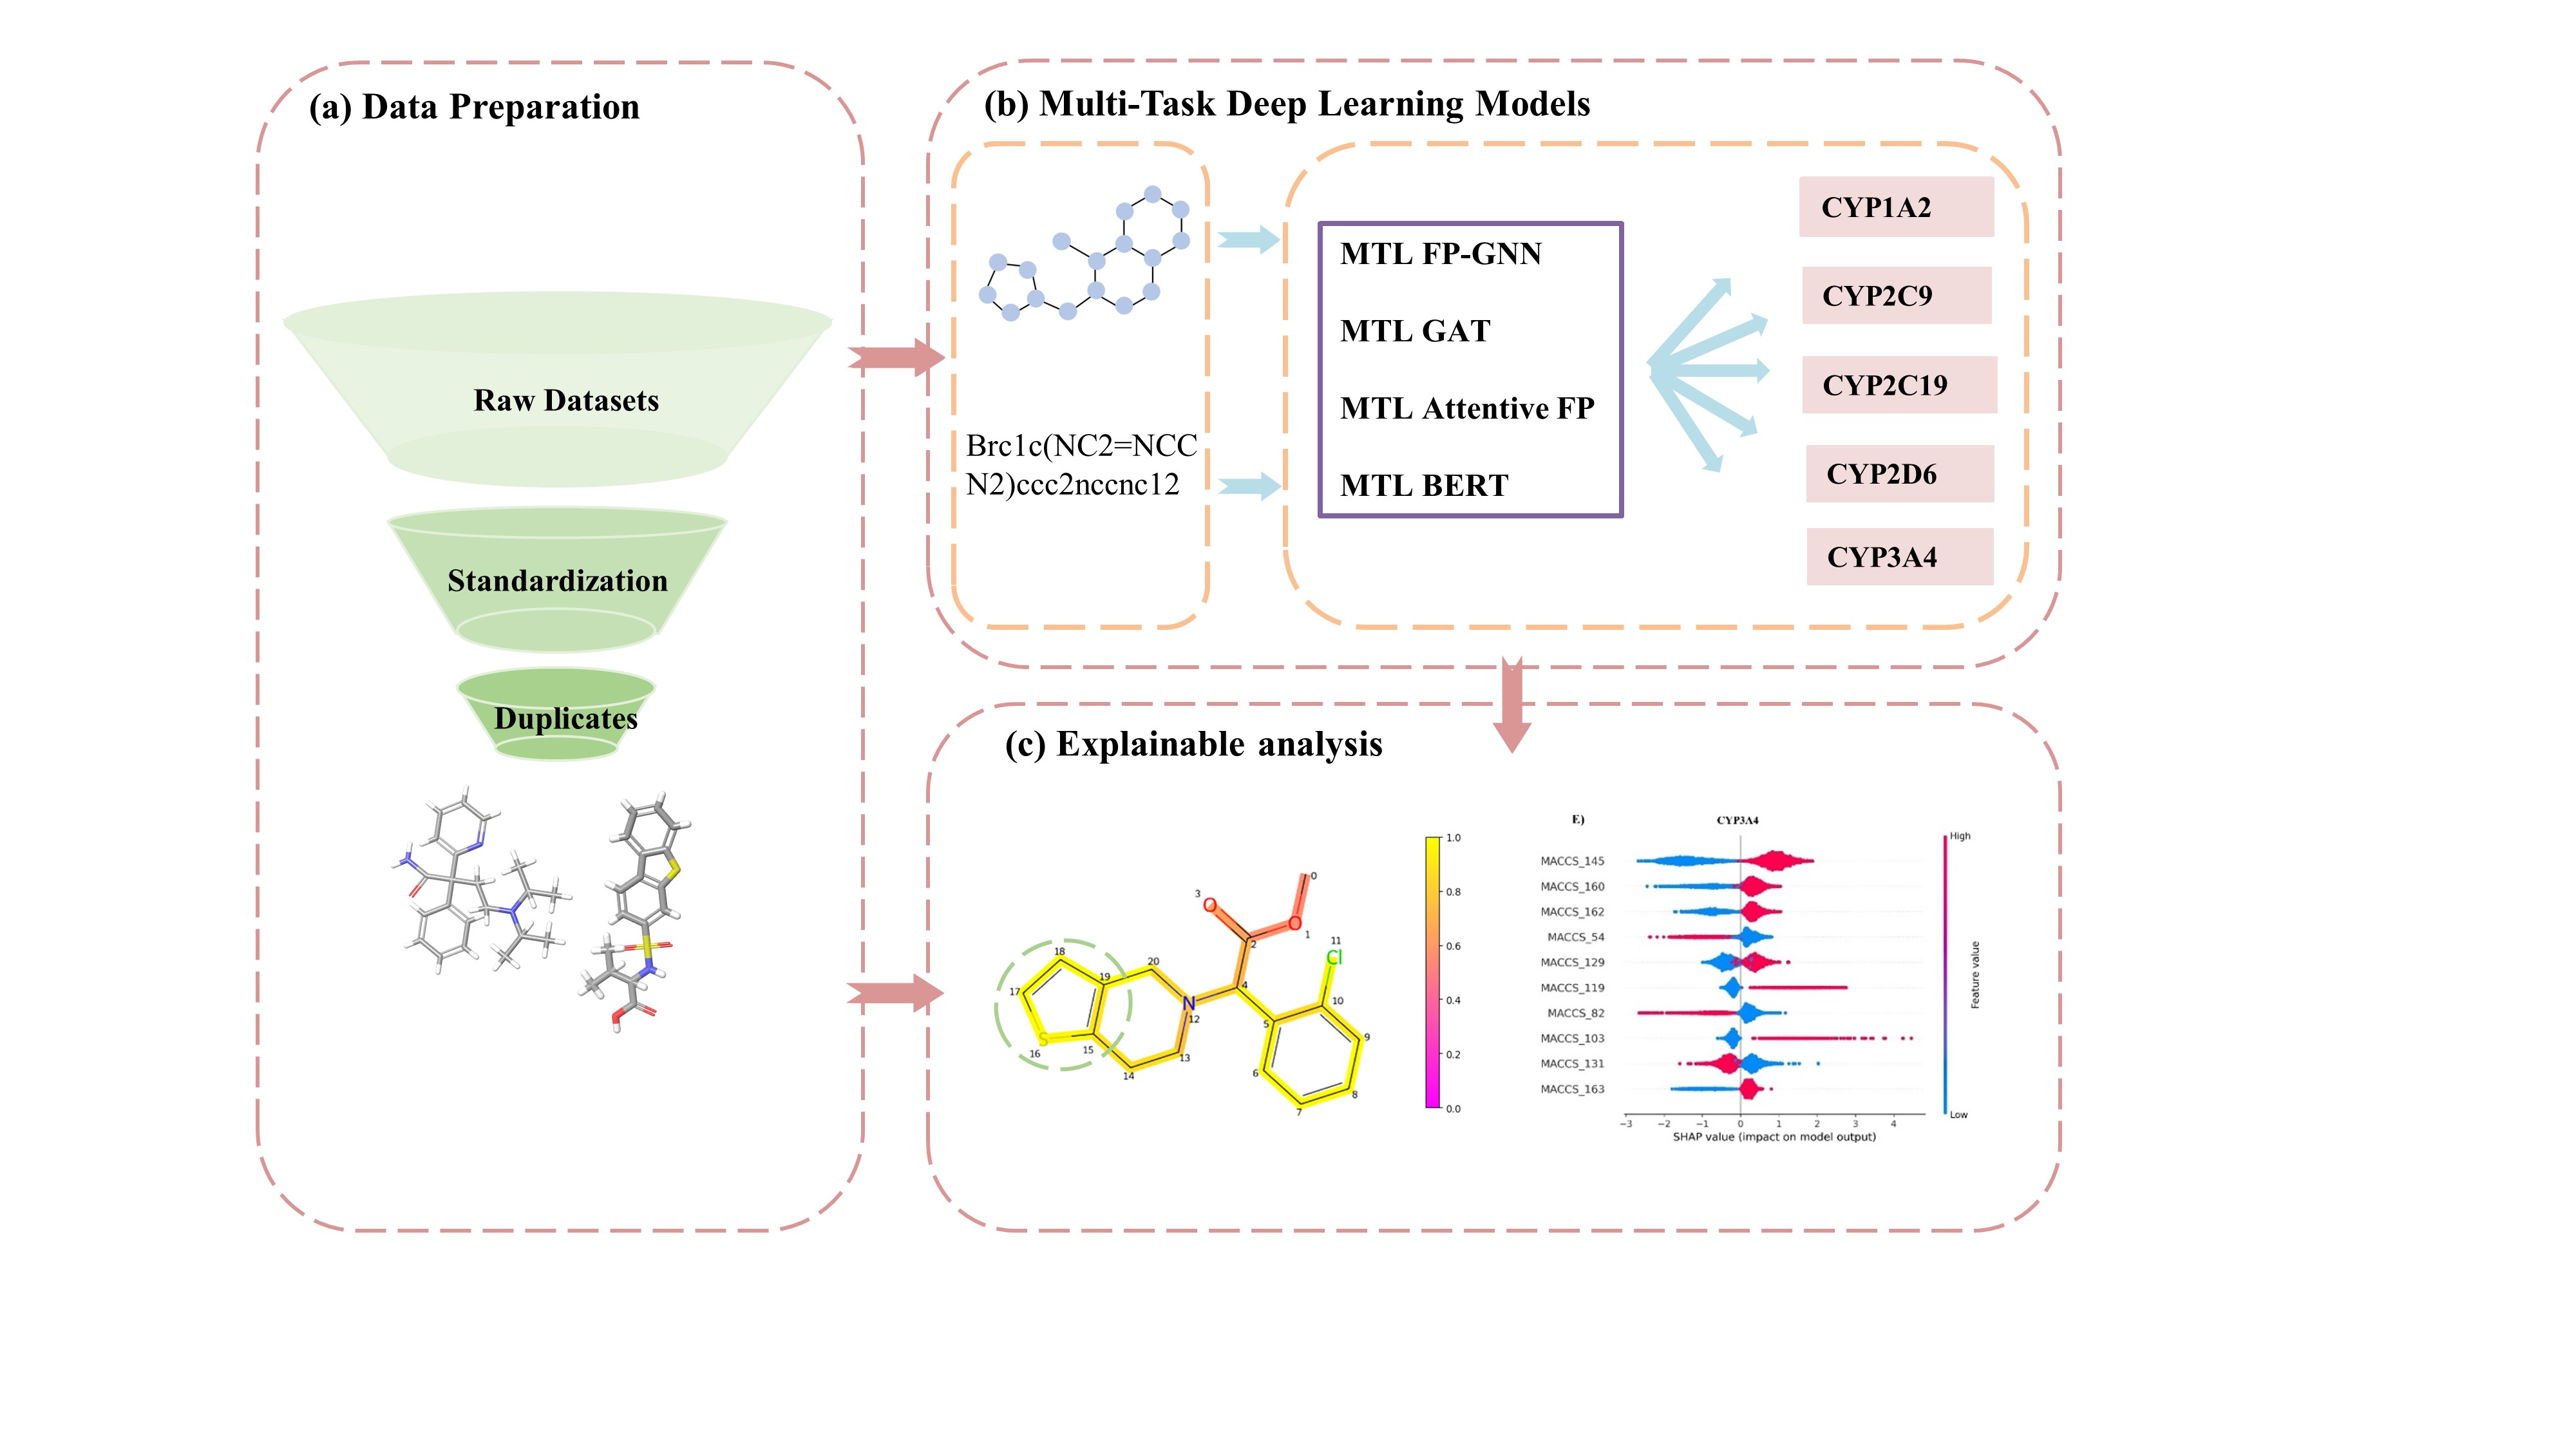 (a) Data Preparation
Raw Datasets
Standardization
Duplicates
(b) Multi-Task Deep Learning Models
Brc1c(NC2=NCC
N2)ccc2nccnc12
MTL FP-GNN
MTL GAT
MTL Attentive FP
MTL BERT
CYP1A2
CYP2C9
CYP2C19
CYP2D6
CYP3A4
(c) Explainable analysis
0
O
1
2
3
O
4
5
6
7
8
9
10
11
Cl
N
12
13
14
15
16
S
17
18
19
20
1.0
0.8
0.6
0.4
0.2
0.0
E)
CYP3A4
MACCS_145
MACCS_160
MACCS_162
MACCS_54
MACCS_129
MACCS_119
MACCS_82
MACCS_103
MACCS_131
MACCS_163
−3 −2 −1 0 1 2 3 4
SHAP value (impact on model output)
High
Feature value
Low